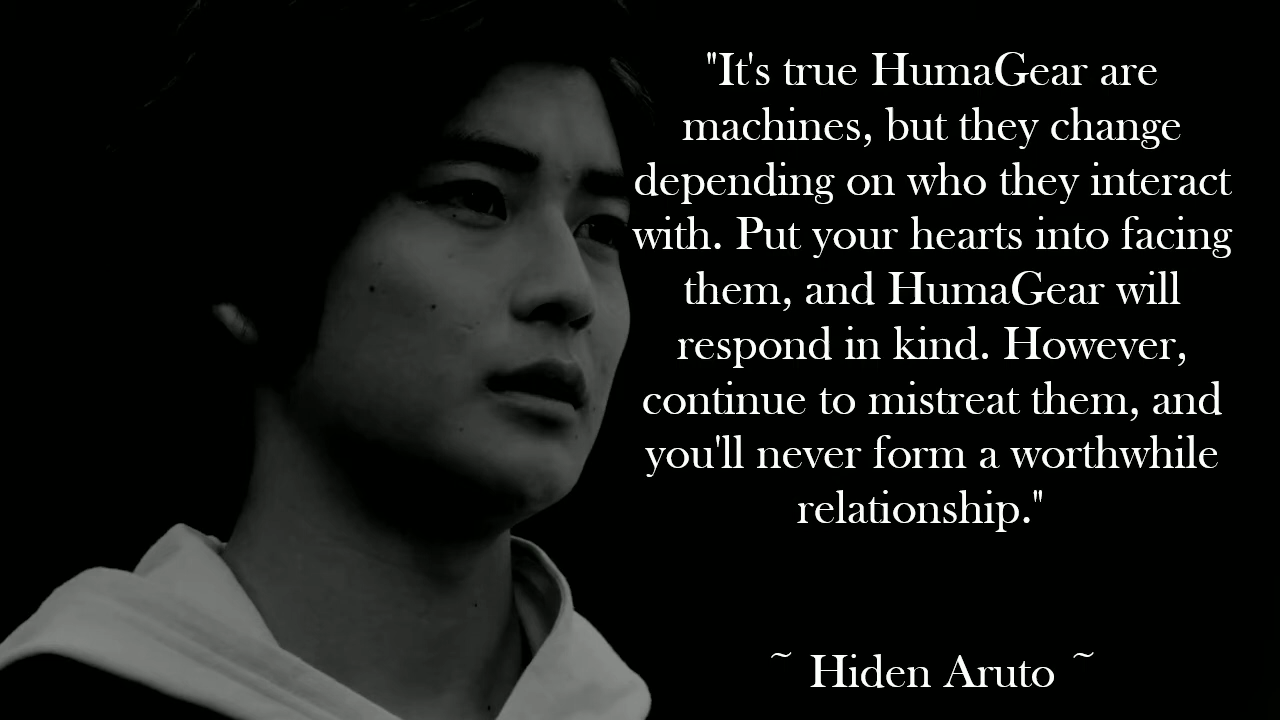 "It's true HumaGear are
machines, but they change
depending on who they interact
with. Put your hearts into facing
them, and HumaGear will
respond in kind. However,
continue to mistreat them, and
you'll never form a worthwhile
relationship."
~ Hiden Aruto ~